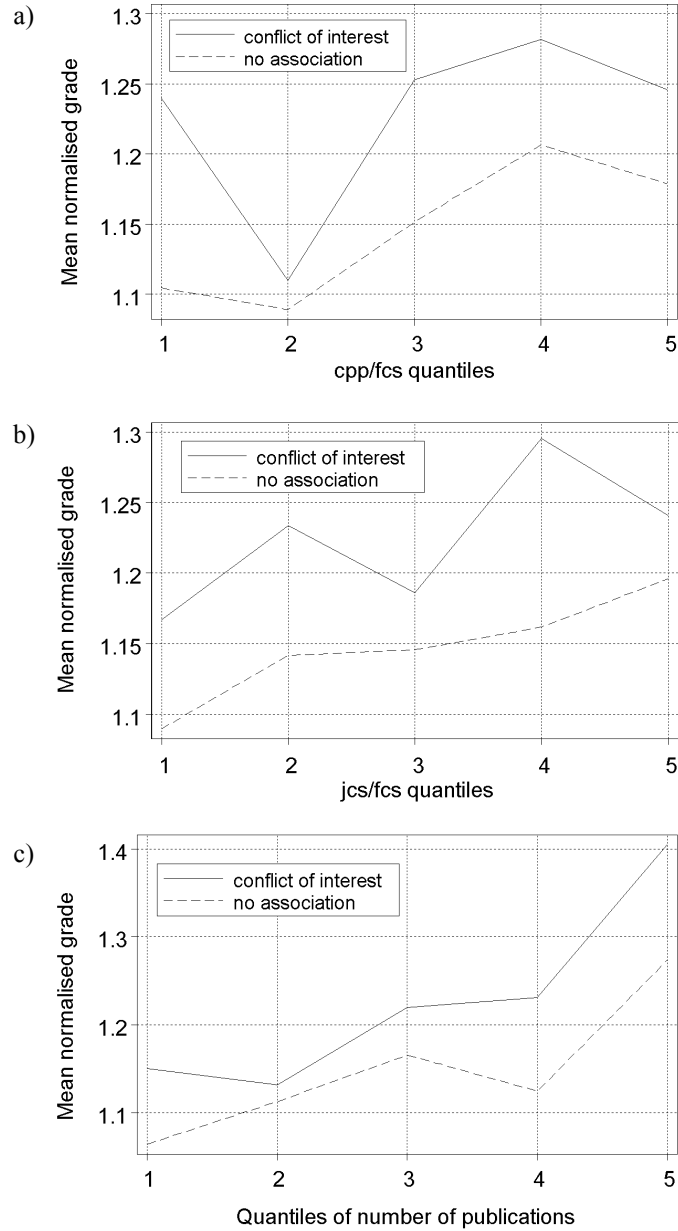 a)
1.3
conflict of interest
no association
1.25
1.2
1.15
1.1
Mean normalised grade
1 2 3 4 5
cpp/fcs quantiles
b)
1.3
conflict of interest
no association
1.25
1.2
1.15
1.1
Mean normalised grade
1 2 3 4 5
jcs/fcs quantiles
c)
1.4
conflict of interest
no association
1.3
1.2
1.1
Mean normalised grade
1 2 3 4 5
Quantiles of number of publications